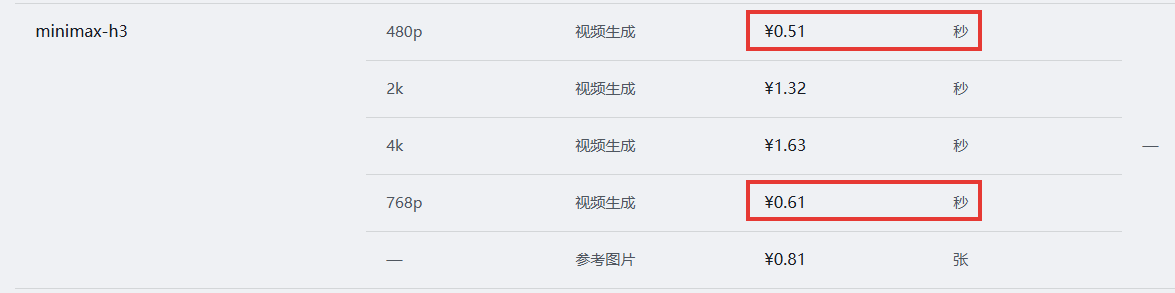 minimax-h3 480p 视频生成 ¥0.51 秒
2k 视频生成 ¥1.32 秒
4k 视频生成 ¥1.63 秒 —
768p 视频生成 ¥0.61 秒
— 参考图片 ¥0.81 张